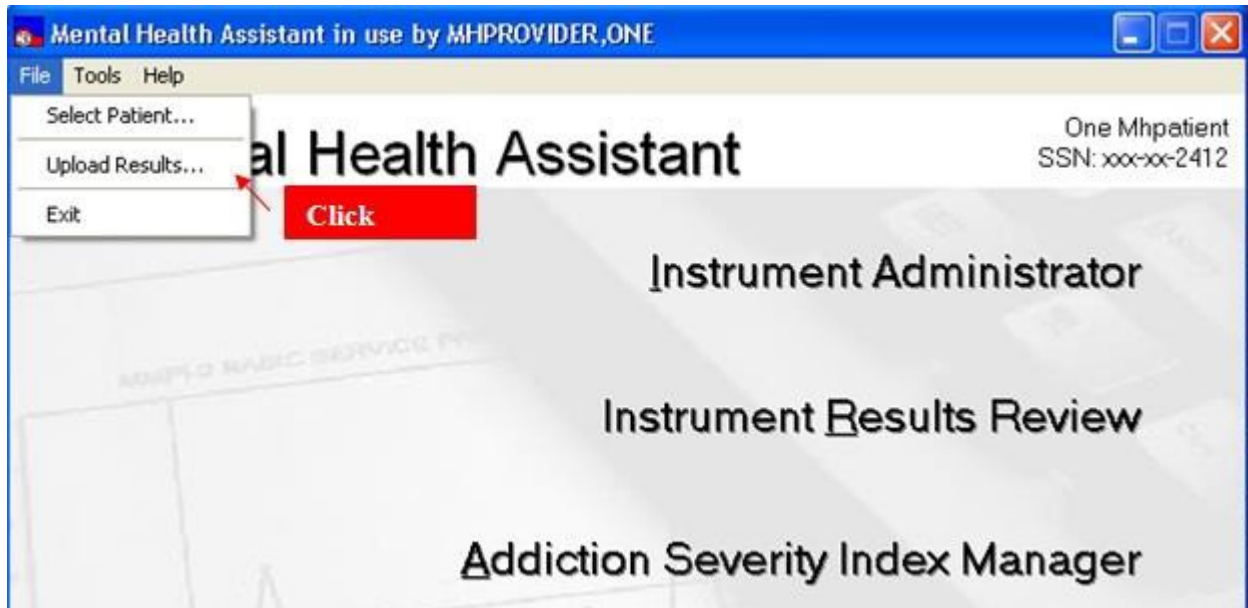 Mental Health Assistant in use by MHPROVIDER,ONE
File Tools Help
Select Patient...
Upload Results...
Exit
al Health Assistant
One Mhpatient
SSN: xxx-xx-2412
Click
Instrument Administrator
Instrument Results Review
Addiction Severity Index Manager